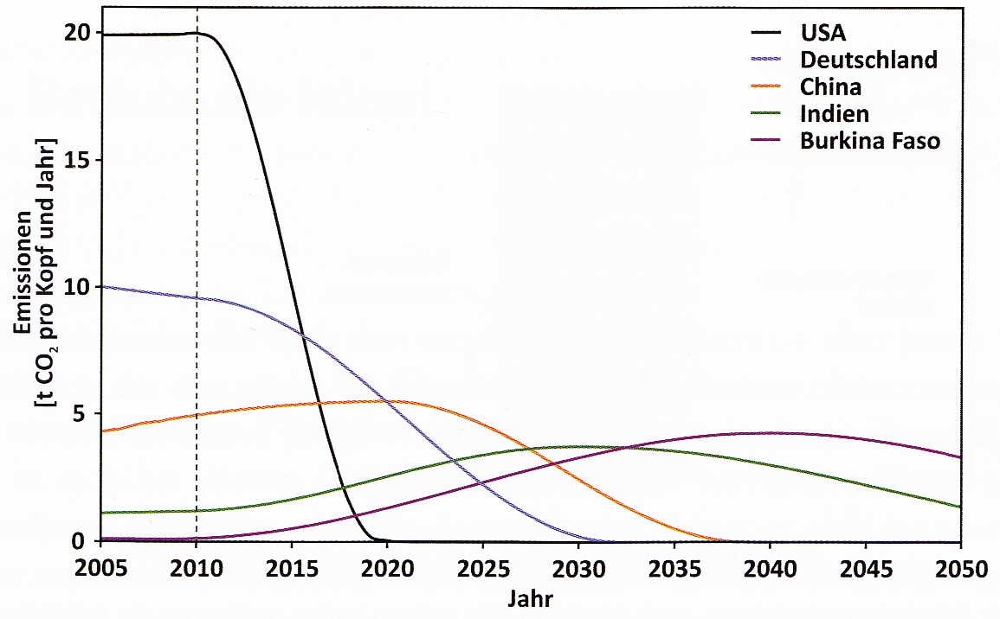 20
15
10
5
0
Emissionen
[t CO₂ pro Kopf und Jahr]
USA
Deutschland
China
Indien
Burkina Faso
2005 2010 2015 2020 2025 2030 2035 2040 2045 2050
Jahr